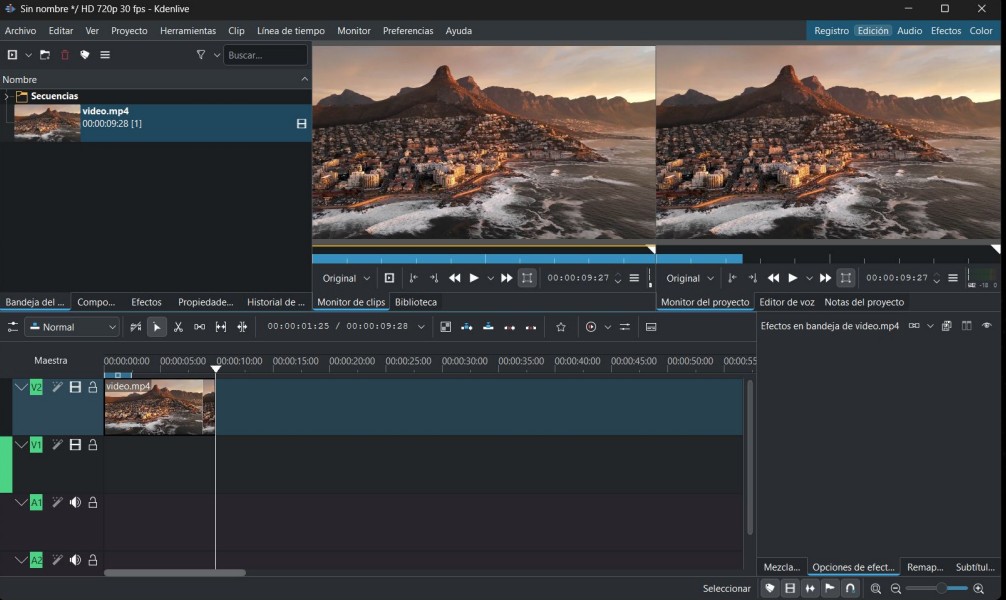 Sin nombre */ HD 720p 30 fps - Kdenlive
Archivo Editar Ver Proyecto Herramientas Clip Línea de tiempo Monitor Preferencias Ayuda
Registro Edición Audio Efectos Color
Buscar...
Nombre
Secuencias
video.mp4
00:00:09:28 [1]
Original 00:00:09:27
Original 00:00:09:27 -18 0
Bandeja del ... Compo... Efectos Propiedade... Historial de ...
Monitor de clips Biblioteca
Monitor del proyecto Editor de voz Notas del proyecto
Normal 00:00:01:25 / 00:00:09:28
Efectos en bandeja de video.mp4
Maestra 00:00:00:00 00:00:05:00 00:00:10:00 00:00:15:00 00:00:20:00 00:00:25:00 00:00:30:00 00:00:35:00 00:00:40:00 00:00:45:00 00:00:50:00 00:00:55
V2
video.mp4
V1
A1
A2
Mezcla... Opciones de efect... Remap... Subtítul...
Seleccionar